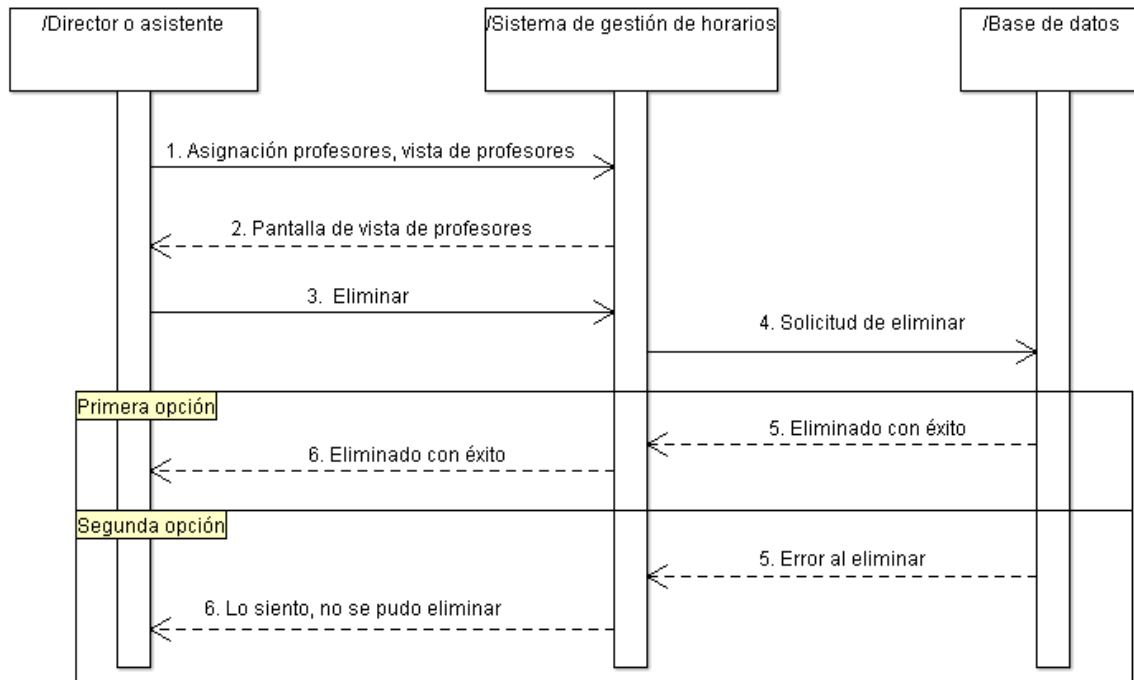 /Director o asistente
/Sistema de gestión de horarios
/Base de datos
1. Asignación profesores, vista de profesores
2. Pantalla de vista de profesores
3. Eliminar
4. Solicitud de eliminar
Primera opción
5. Eliminado con éxito
6. Eliminado con éxito
Segunda opción
5. Error al eliminar
6. Lo siento, no se pudo eliminar